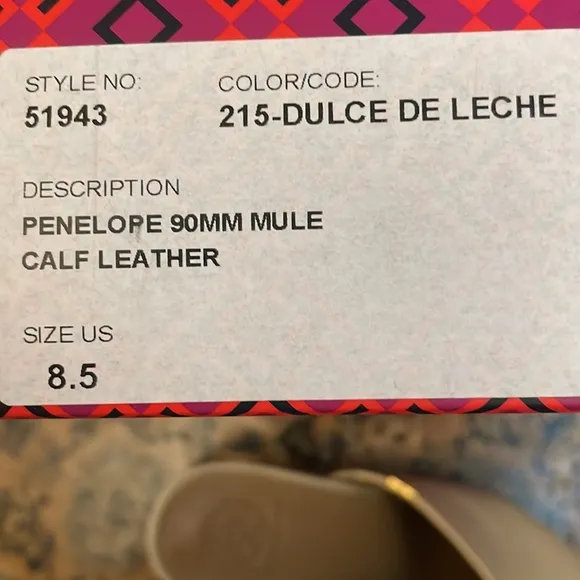 STYLE NO: COLOR/CODE:
51943 215-DULCE DE LECHE
DESCRIPTION
PENELOPE 90MM MULE
CALF LEATHER
SIZE US
8.5